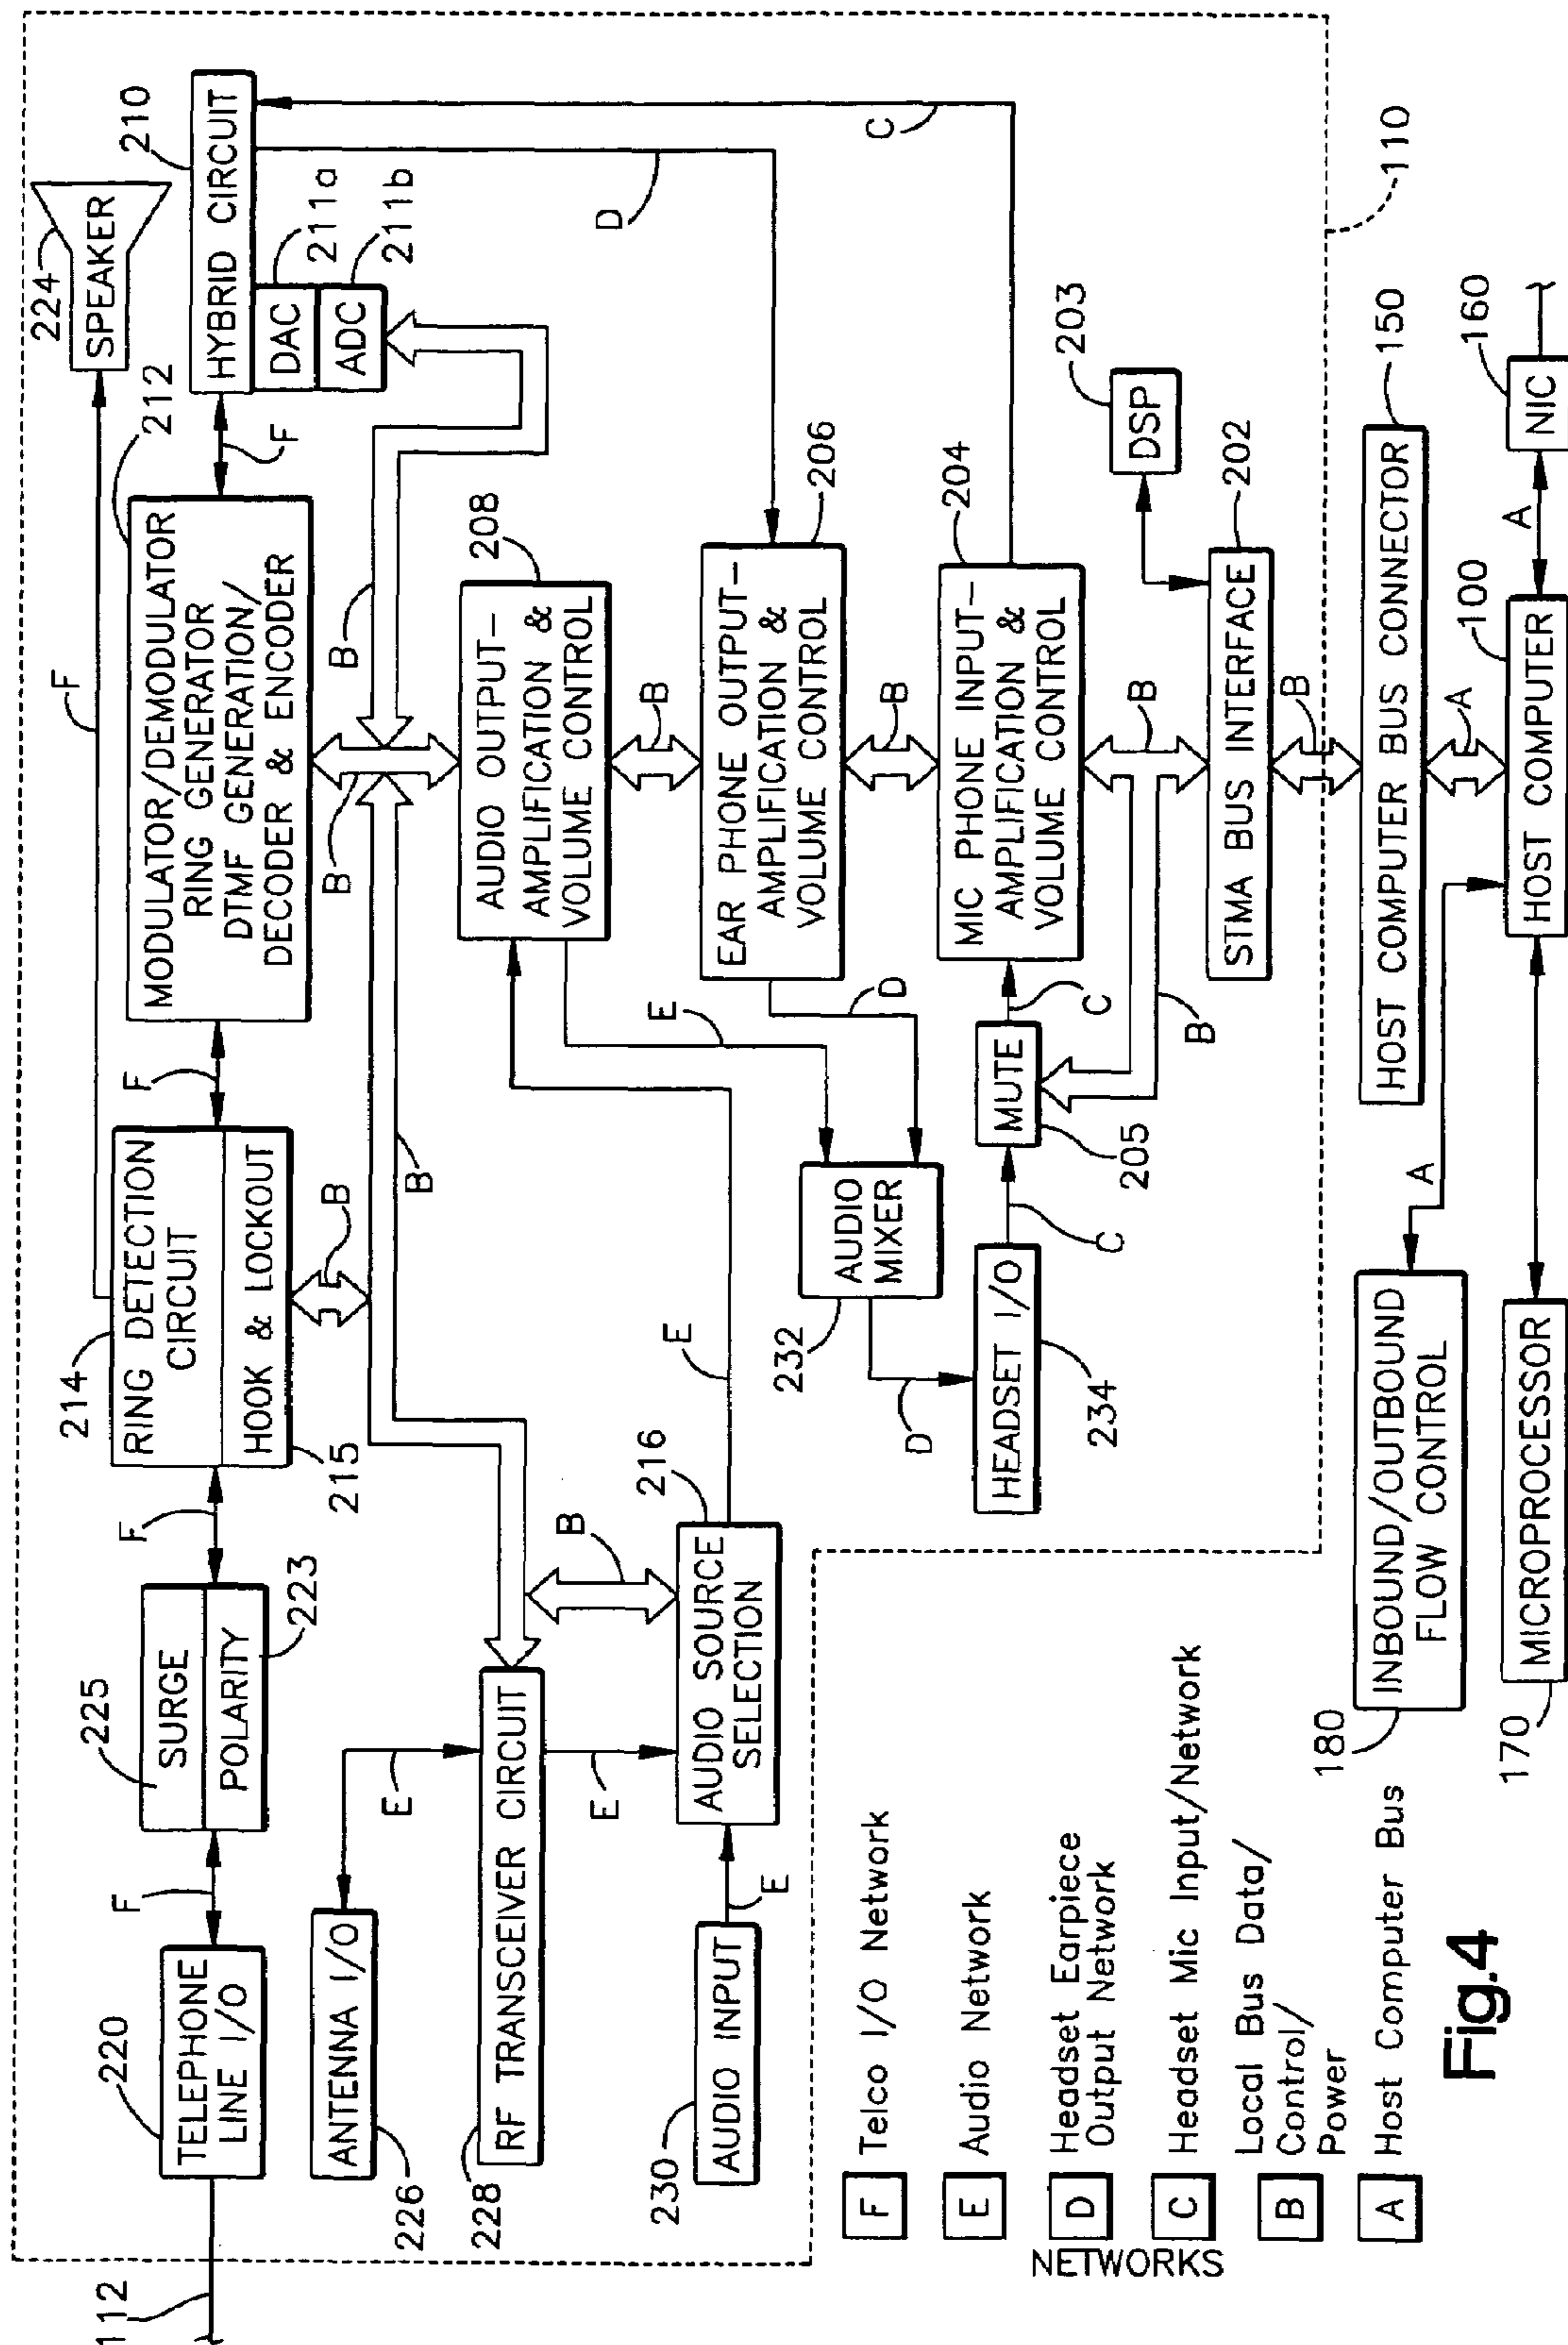 112
220
TELEPHONE
LINE I/O
F
225
SURGE
POLARITY
223
F
214
RING DETECTION
CIRCUIT
HOOK & LOCKOUT
215
F
MODULATOR/DEMODULATOR
RING GENERATOR
DTMF GENERATION/
DECODER & ENCODER
212
F
F
224
SPEAKER
HYBRID CIRCUIT
210
DAC
211a
ADC
211b
ANTENNA I/O
226
E
RF TRANSCEIVER CIRCUIT
228
E
B
B
B
B
B
230
AUDIO INPUT
E
AUDIO SOURCE
SELECTION
216
E
AUDIO OUTPUT-
AMPLIFICATION &
VOLUME CONTROL
208
E
B
D
EAR PHONE OUTPUT-
AMPLIFICATION &
VOLUME CONTROL
206
D
B
AUDIO
MIXER
232
D
HEADSET I/O
234
C
MUTE
205
C
MIC PHONE INPUT-
AMPLIFICATION &
VOLUME CONTROL
204
C
B
B
DSP
203
STMA BUS INTERFACE
202
B
110
HOST COMPUTER BUS CONNECTOR
150
A
INBOUND/OUTBOUND
FLOW CONTROL
180
A
MICROPROCESSOR
170
HOST COMPUTER
100
A
NIC
160
NETWORKS
F Telco I/O Network
E Audio Network
D Headset Earpiece
Output Network
C Headset Mic Input/Network
B Local Bus Data/
Control/
Power
A Host Computer Bus
Fig.4